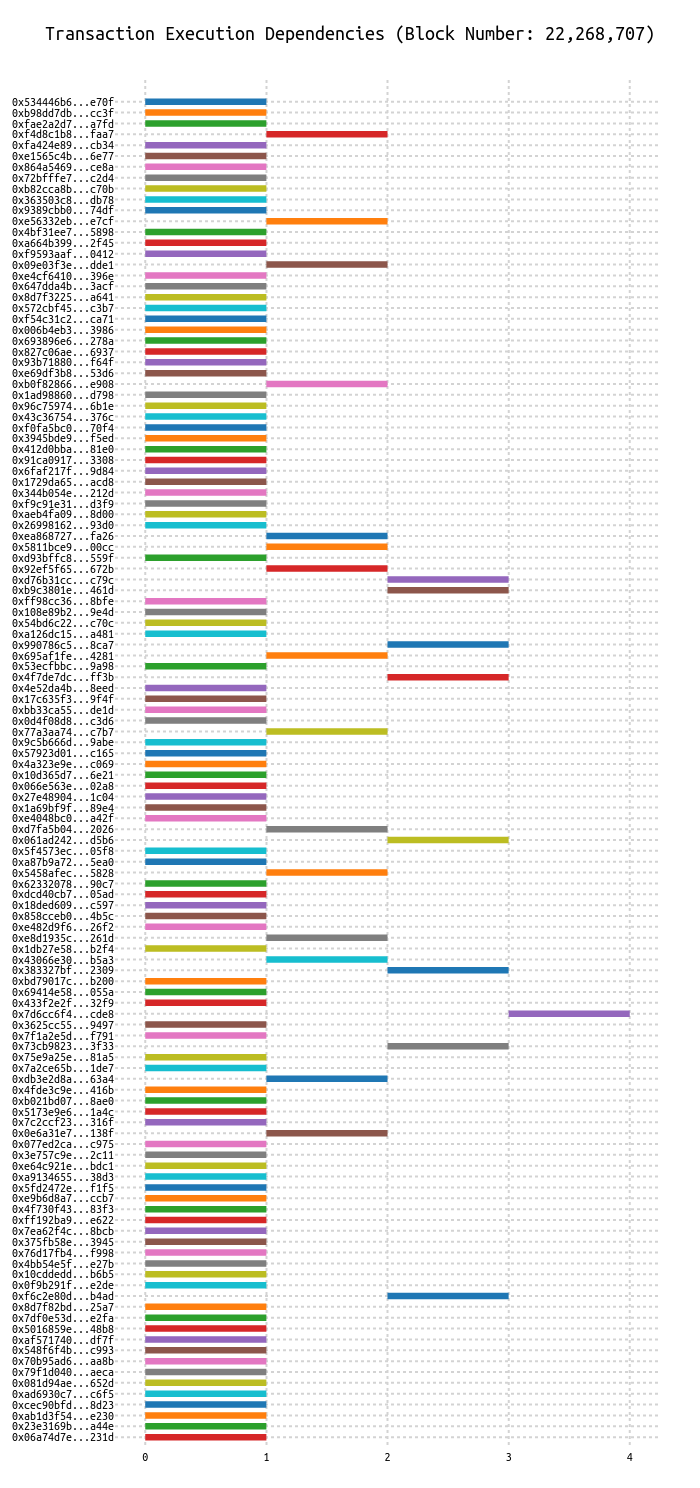 Transaction Execution Dependencies (Block Number: 22,268,707)
0x534446b6...e70f
0xb98dd7db...cc3f
0xfae2a2d7...a7fd
0xf4d8c1b8...faa7
0xfa424e89...cb34
0xe1565c4b...6e77
0x864a5469...ce8a
0x72bfffe7...c2d4
0xb82cca8b...c70b
0x363503c8...db78
0x9389cbb0...74df
0xe56332eb...e7cf
0x4bf31ee7...5898
0xa664b399...2f45
0xf9593aaf...0412
0x09e03f3e...dde1
0xe4cf6410...396e
0x647dda4b...3acf
0x8d7f3225...a641
0x572cbf45...c3b7
0xf54c31c2...ca71
0x006b4eb3...3986
0x693896e6...278a
0x827c06ae...6937
0x93b71880...f64f
0xe69df3b8...53d6
0xb0f82866...e908
0x1ad98860...d798
0x96c75974...6b1e
0x43c36754...376c
0xf0fa5bc0...70f4
0x3945bde9...f5ed
0x412d0bba...81e0
0x91ca0917...3308
0x6faf217f...9d84
0x1729da65...acd8
0x344b054e...212d
0xf9c91e31...d3f9
0xaeb4fa09...8d00
0x26998162...93d0
0xea868727...fa26
0x5811bce9...00cc
0xd93bffc8...559f
0x92ef5f65...672b
0xd76b31cc...c79c
0xb9c3801e...461d
0xff98cc36...8bfe
0x108e89b2...9e4d
0x54bd6c22...c70c
0xa126dc15...a481
0x990786c5...8ca7
0x695af1fe...4281
0x53ecfbbc...9a98
0x4f7de7dc...ff3b
0x4e52da4b...8eed
0x17c635f3...9f4f
0xbb33ca55...de1d
0x0d4f08d8...c3d6
0x77a3aa74...c7b7
0x9c5b666d...9abe
0x57923d01...c165
0x4a323e9e...c069
0x10d365d7...6e21
0x066e563e...02a8
0x27e48904...1c04
0x1a69bf9f...89e4
0xe4048bc0...a42f
0xd7fa5b04...2026
0x061ad242...d5b6
0x5f4573ec...05f8
0xa87b9a72...5ea0
0x5458afec...5828
0x62332078...90c7
0xdcd40cb7...05ad
0x18ded609...c597
0x858cceb0...4b5c
0xe482d9f6...26f2
0xe8d1935c...261d
0x1db27e58...b2f4
0x43066e30...b5a3
0x383327bf...2309
0xbd79017c...b200
0x69414e58...055a
0x433f2e2f...32f9
0x7d6cc6f4...cde8
0x3625cc55...9497
0x7f1a2e5d...f791
0x73cb9823...3f33
0x75e9a25e...81a5
0x7a2ce65b...1de7
0xdb3e2d8a...63a4
0x4fde3c9e...416b
0xb021bd07...8ae0
0x5173e9e6...1a4c
0x7c2ccf23...316f
0x0e6a31e7...138f
0x077ed2ca...c975
0x3e757c9e...2c11
0xe64c921e...bdc1
0xa9134655...38d3
0x5fd2472e...f1f5
0xe9b6d8a7...ccb7
0x4f730f43...83f3
0xff192ba9...e622
0x7ea62f4c...8bcb
0x375fb58e...3945
0x76d17fb4...f998
0x4bb54e5f...e27b
0x10cddedd...b6b5
0x0f9b291f...e2de
0xf6c2e80d...b4ad
0x8d7f82bd...25a7
0x7df0e53d...e2fa
0x5016859e...48b8
0xaf571740...df7f
0x548f6f4b...c993
0x70b95ad6...aa8b
0x79f1d040...aeca
0x081d94ae...652d
0xad6930c7...c6f5
0xcec90bfd...8d23
0xab1d3f54...e230
0x23e3169b...a44e
0x06a74d7e...231d
0 1 2 3 4